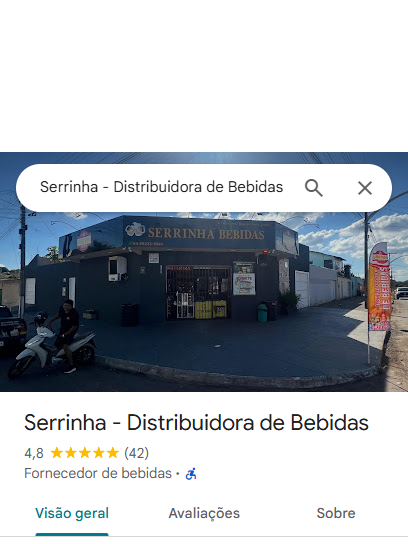 Serrinha - Distribuidora de Bebidas
SERRINHA BEBIDAS
Serrinha - Distribuidora de Bebidas
4,8 (42)
Fornecedor de bebidas ·
Visão geral
Avaliações
Sobre